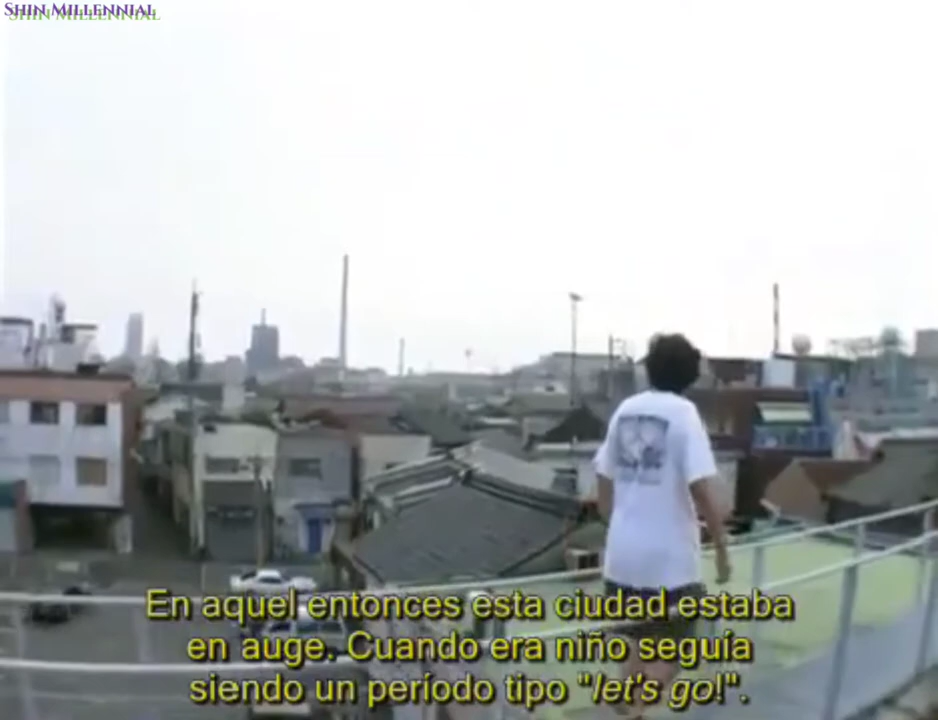 Shin Millennial
En aquel entonces esta ciudad estaba
en auge. Cuando era niño seguía
siendo un período tipo "let's go!".